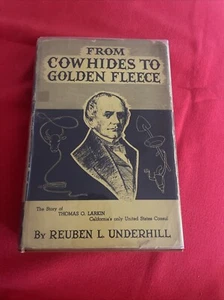 FROM
COWHIDES TO
GOLDEN FLEECE
The Story of
THOMAS O. LARKIN
California's only United States Consul
By REUBEN L. UNDERHILL